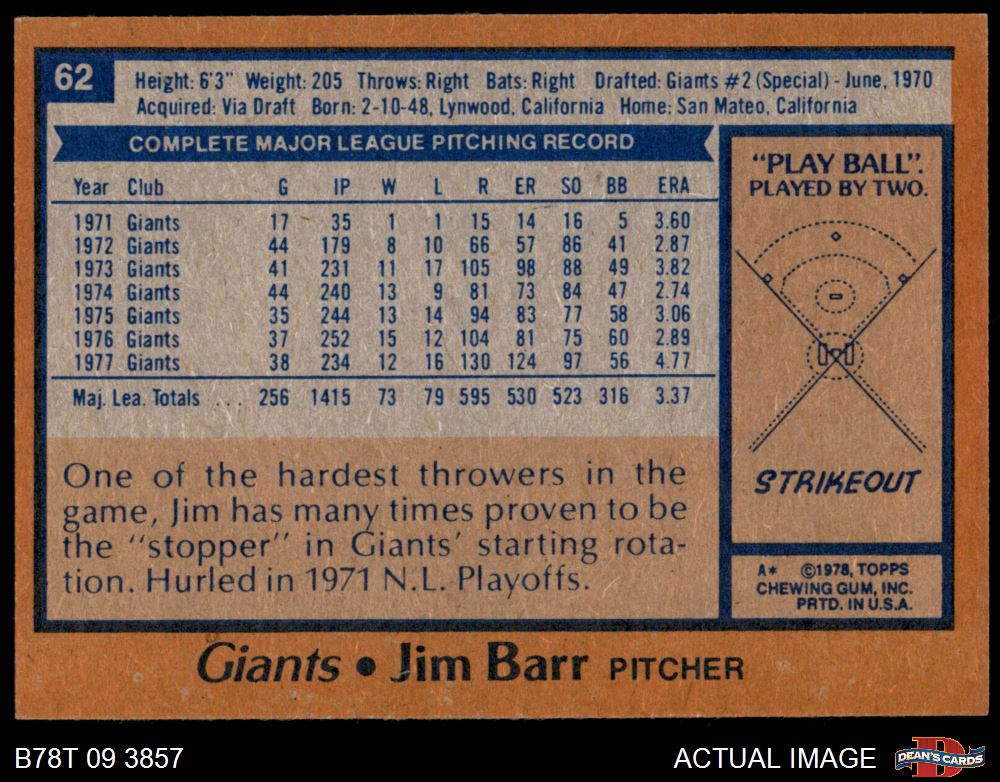 62
Height: 6'3" Weight: 205 Throws: Right Bats: Right Drafted: Giants #2 (Special) - June, 1970
Acquired: Via Draft Born: 2-10-48, Lynwood, California Home: San Mateo, California
COMPLETE MAJOR LEAGUE PITCHING RECORD
Year Club G IP W L R ER SO BB ERA
1971 Giants 17 35 1 1 15 14 16 5 3.60
1972 Giants 44 179 8 10 66 57 86 41 2.87
1973 Giants 41 231 11 17 105 98 88 49 3.82
1974 Giants 44 240 13 9 81 73 84 47 2.74
1975 Giants 35 244 13 14 94 83 77 58 3.06
1976 Giants 37 252 15 12 104 81 75 60 2.89
1977 Giants 38 234 12 16 130 124 97 56 4.77
Maj. Lea. Totals ... 256 1415 73 79 595 530 523 316 3.37
One of the hardest throwers in the
game, Jim has many times proven to be
the "stopper" in Giants' starting rota-
tion. Hurled in 1971 N.L. Playoffs.
"PLAY BALL".
PLAYED BY TWO.
STRIKEOUT
A* ©1978, TOPPS
CHEWING GUM, INC.
PRTD. IN U.S.A.
Giants • Jim Barr PITCHER
B78T 09 3857
ACTUAL IMAGE
D
DEAN'S CARDS